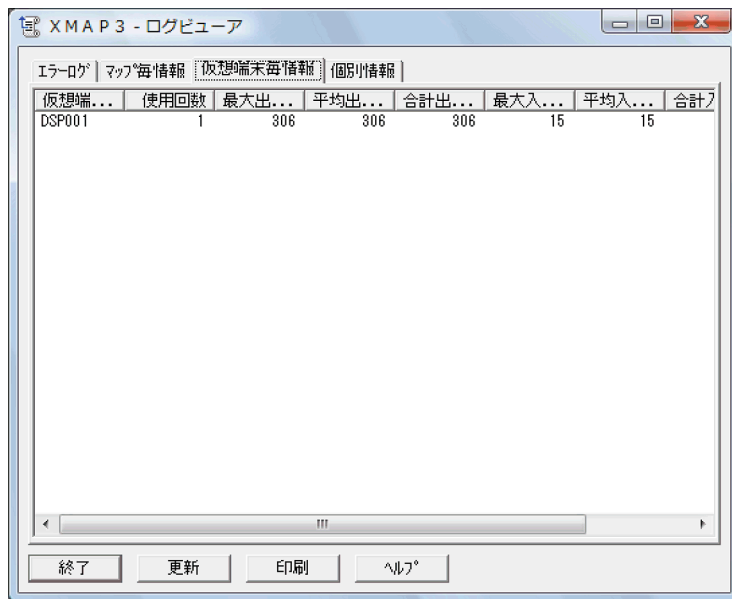 XMAP3 - ログビューア
エラーログ マップ毎情報 仮想端末毎情報 個別情報
仮想端... 使用回数 最大出... 平均出... 合計出... 最大入... 平均入... 合計入
DSP001 1 306 306 306 15 15
終了 更新 印刷 ヘルプ